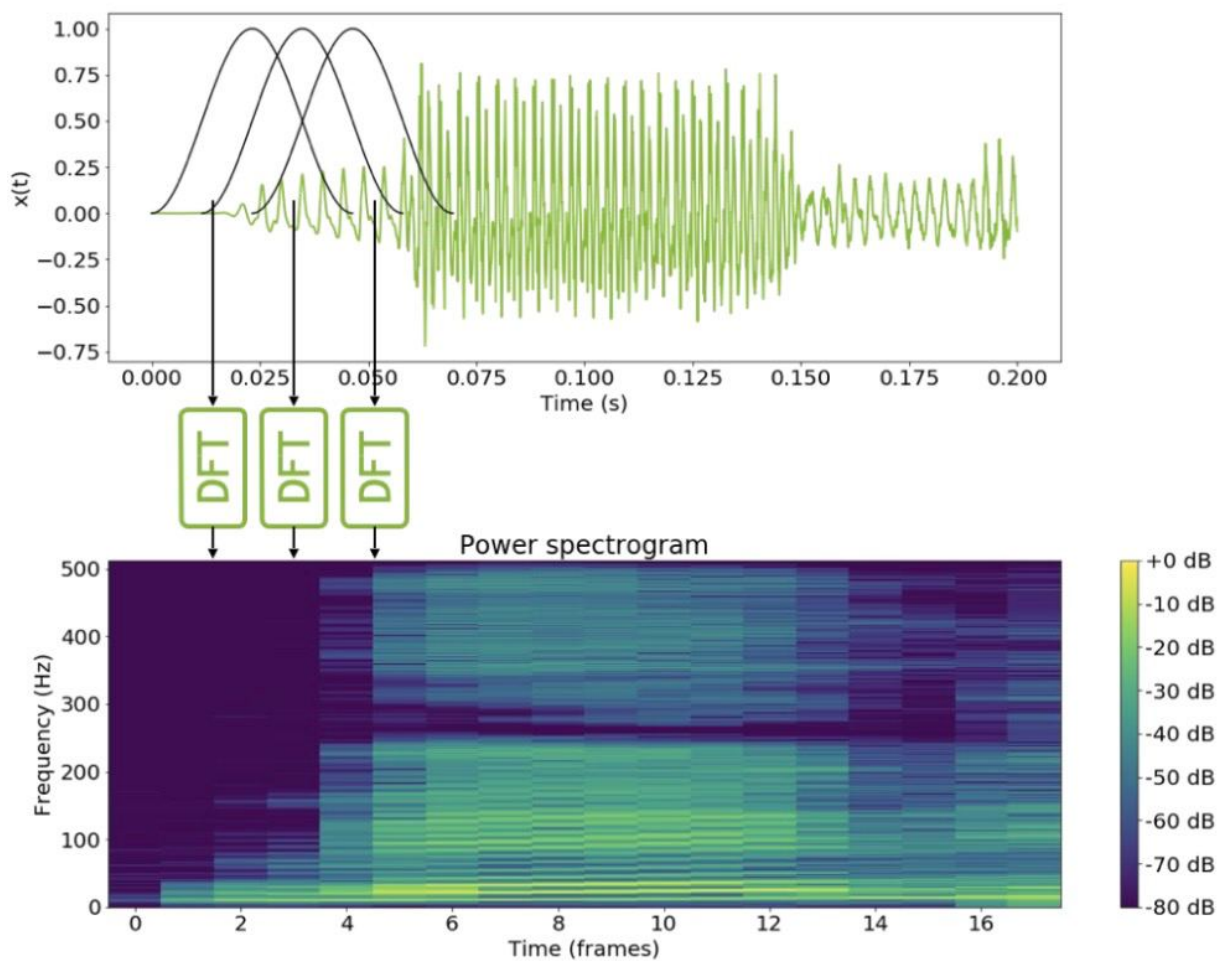 1.00
0.75
0.50
0.25
0.00
−0.25
−0.50
−0.75
x(t)
0.000 0.025 0.050 0.075 0.100 0.125 0.150 0.175 0.200
Time (s)
DFT DFT DFT
Power spectrogram
500
400
300
200
100
0
Frequency (Hz)
0 2 4 6 8 10 12 14 16
Time (frames)
+0 dB
-10 dB
-20 dB
-30 dB
-40 dB
-50 dB
-60 dB
-70 dB
-80 dB